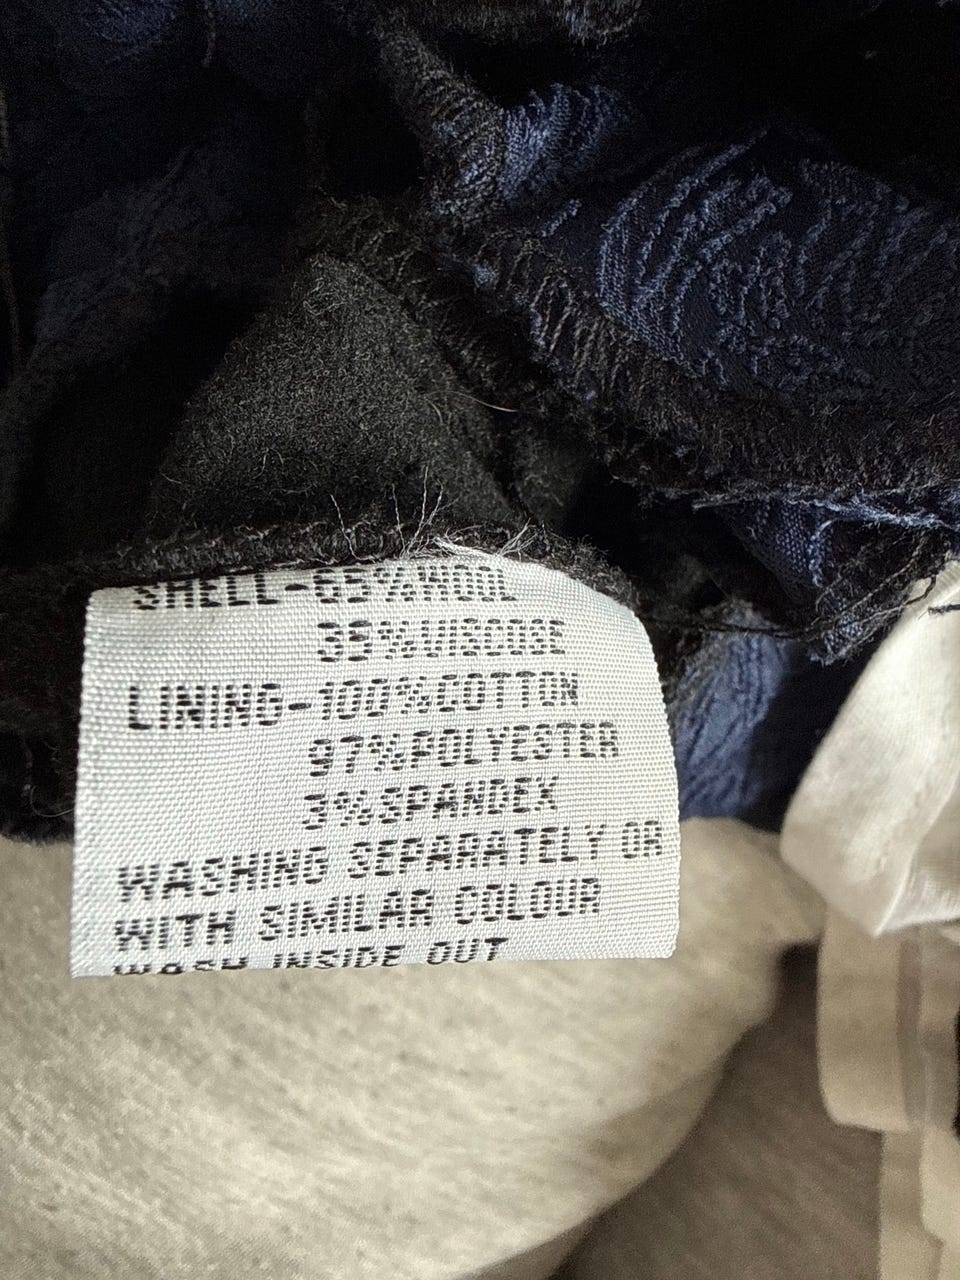 SHELL-65%WOOL
35%VISCOSE
LINING-100%COTTON
97%POLYESTER
3%SPANDEX
WASHING SEPARATELY OR
WITH SIMILAR COLOUR
WASH INSIDE OUT